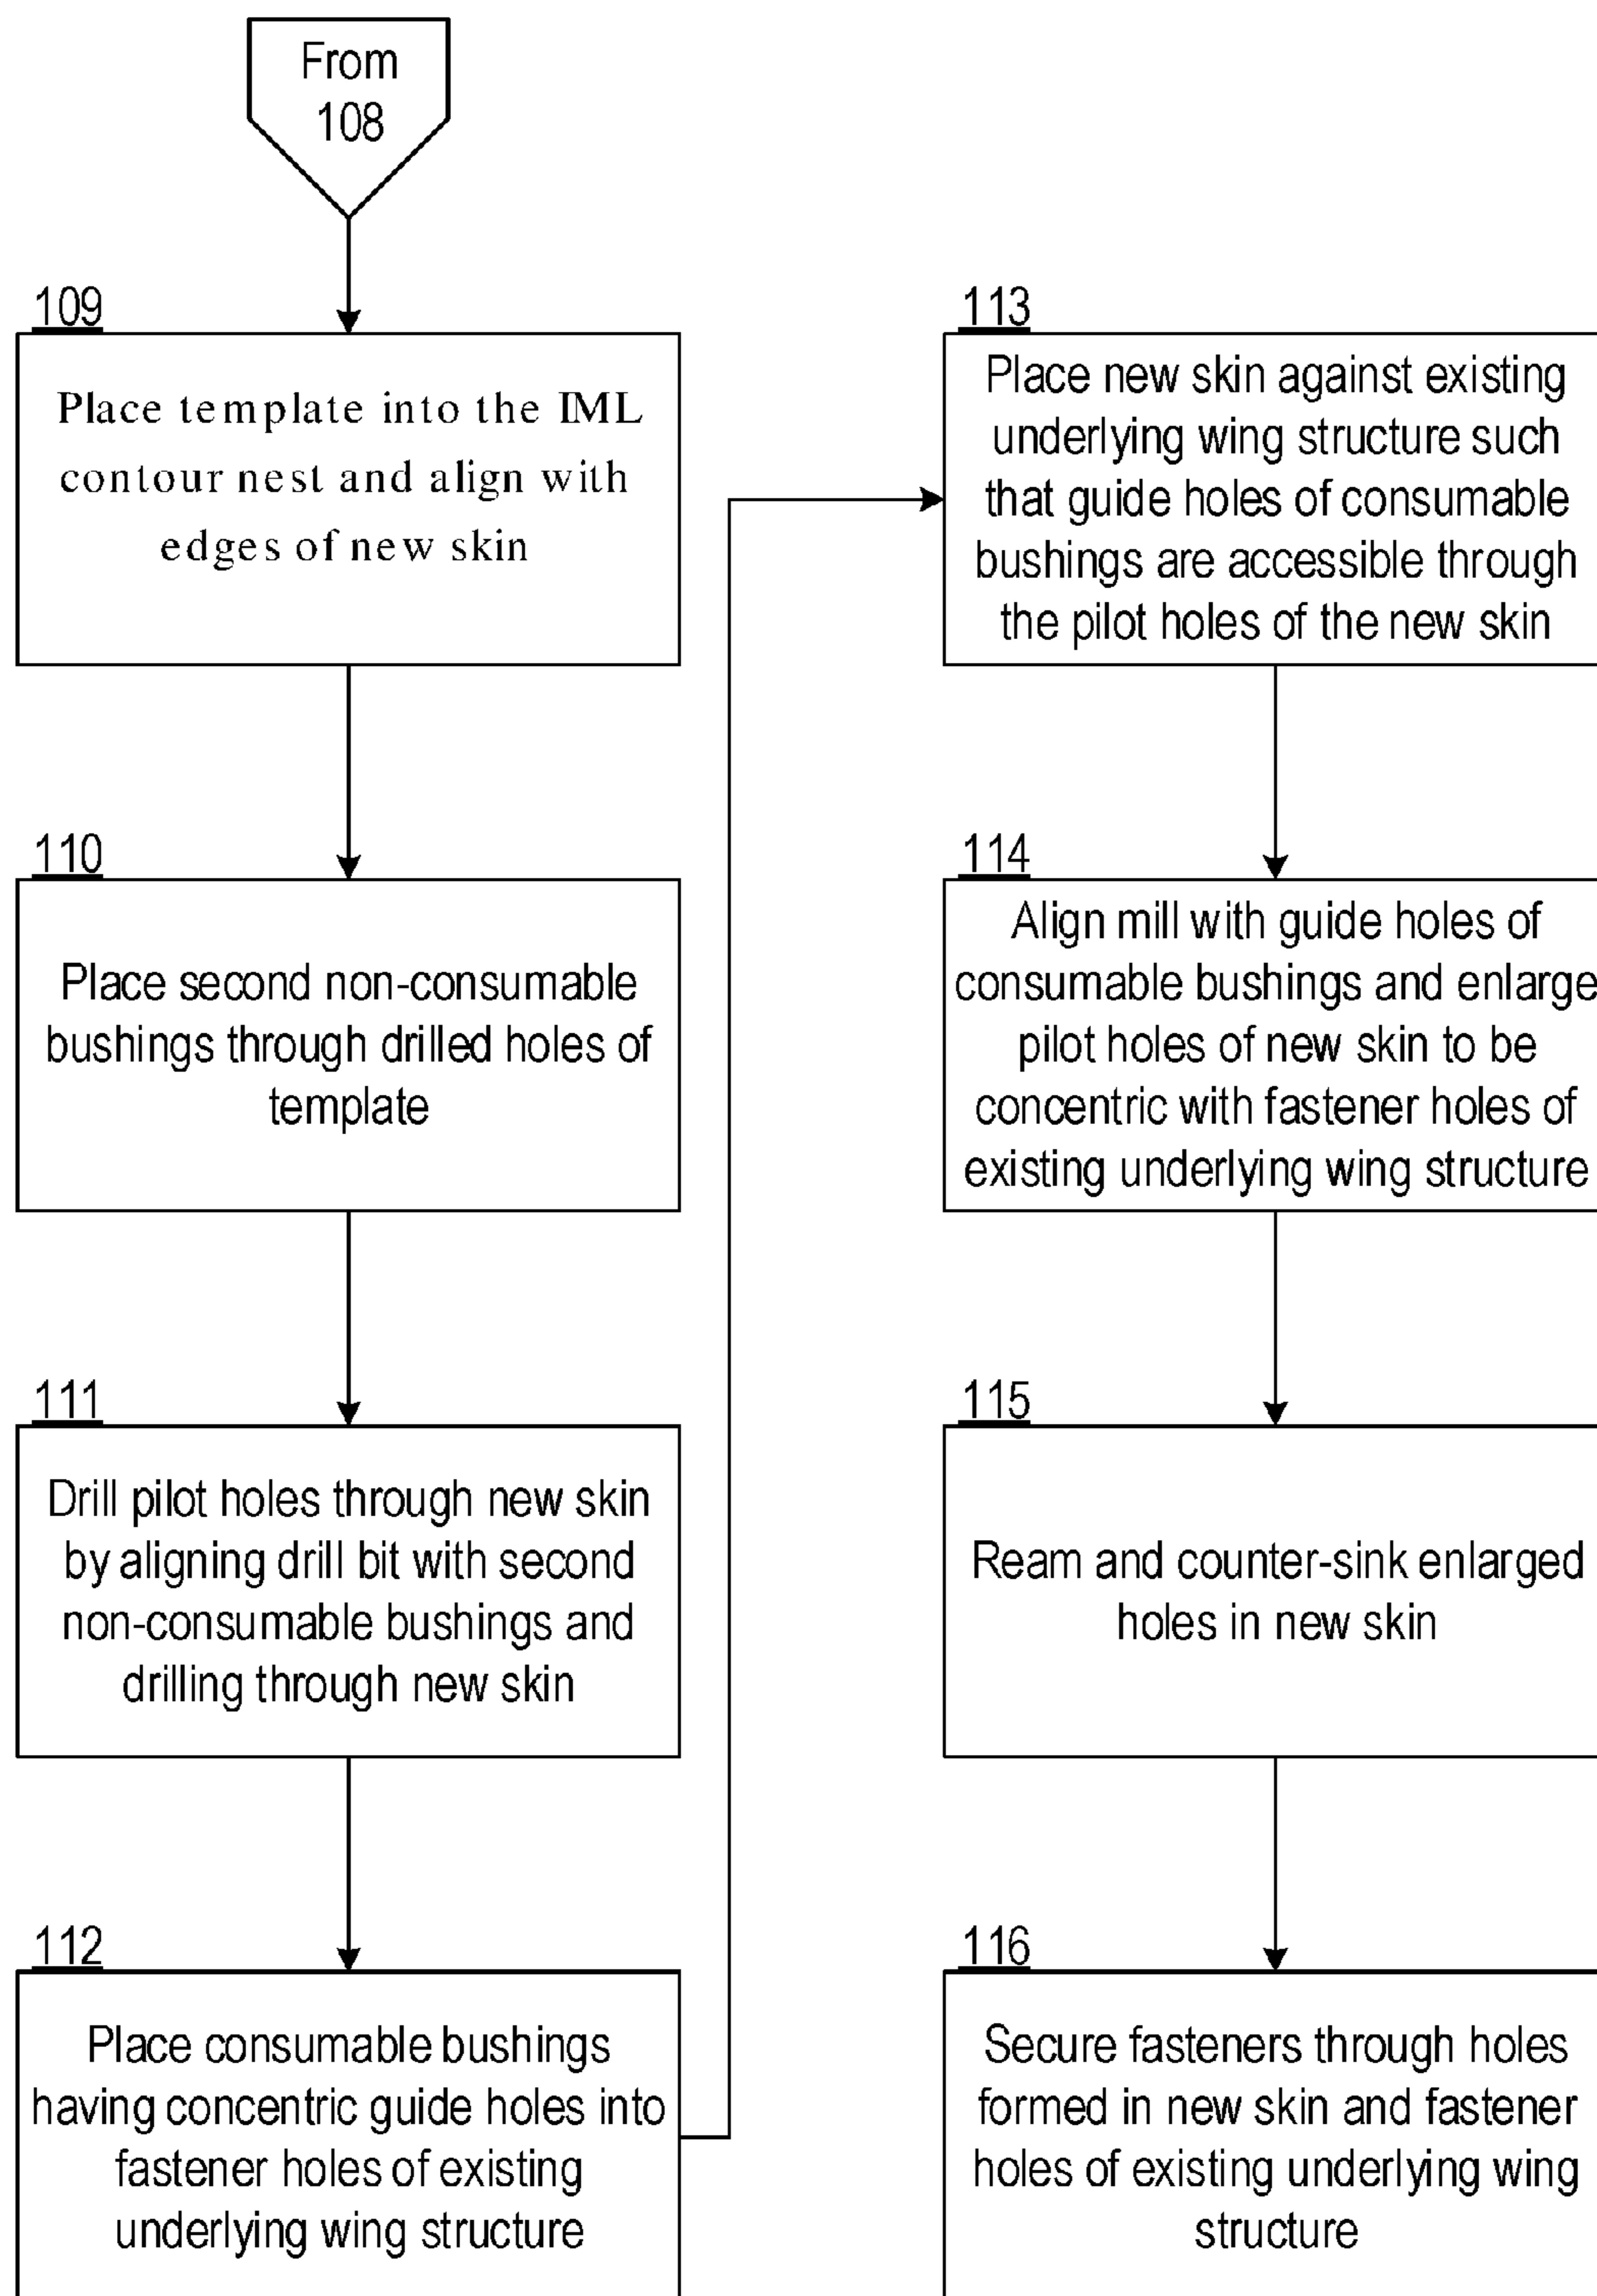 From
108
109
Place template into the IML
contour nest and align with
edges of new skin
110
Place second non-consumable
bushings through drilled holes of
template
111
Drill pilot holes through new skin
by aligning drill bit with second
non-consumable bushings and
drilling through new skin
112
Place consumable bushings
having concentric guide holes into
fastener holes of existing
underlying wing structure
113
Place new skin against existing
underlying wing structure such
that guide holes of consumable
bushings are accessible through
the pilot holes of the new skin
114
Align mill with guide holes of
consumable bushings and enlarge
pilot holes of new skin to be
concentric with fastener holes of
existing underlying wing structure
115
Ream and counter-sink enlarged
holes in new skin
116
Secure fasteners through holes
formed in new skin and fastener
holes of existing underlying wing
structure